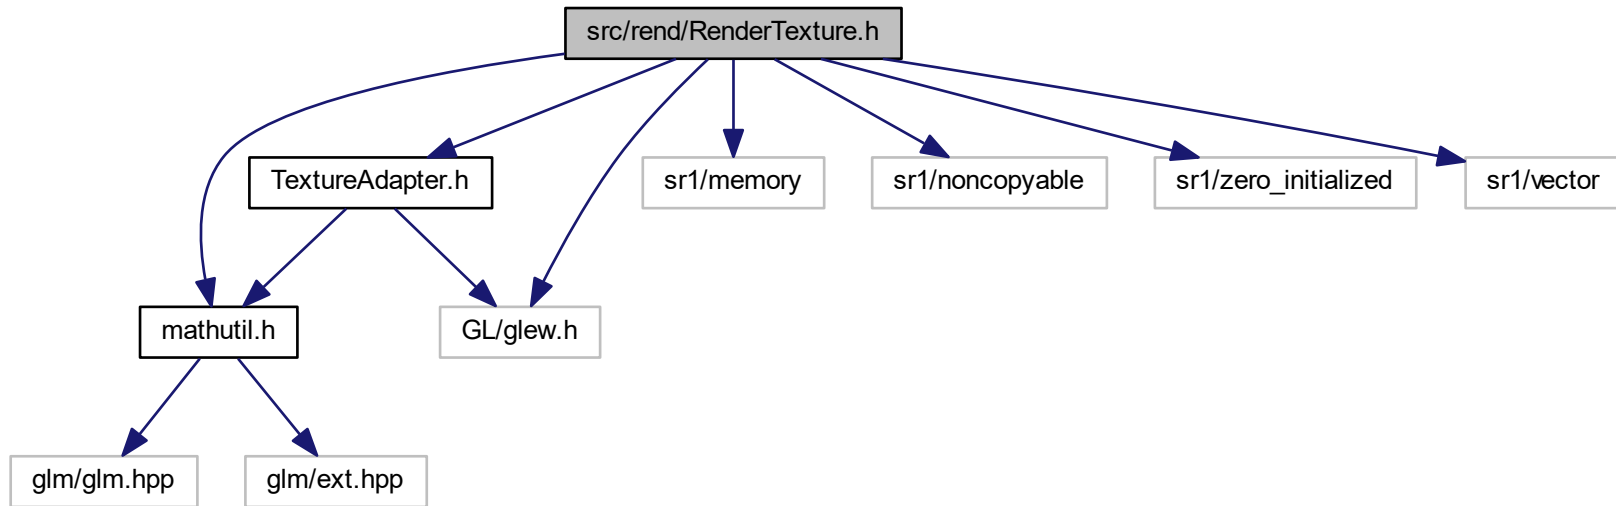 src/rend/RenderTexture.h
TextureAdapter.h
sr1/memory
sr1/noncopyable
sr1/zero_initialized
sr1/vector
mathutil.h
GL/glew.h
glm/glm.hpp
glm/ext.hpp